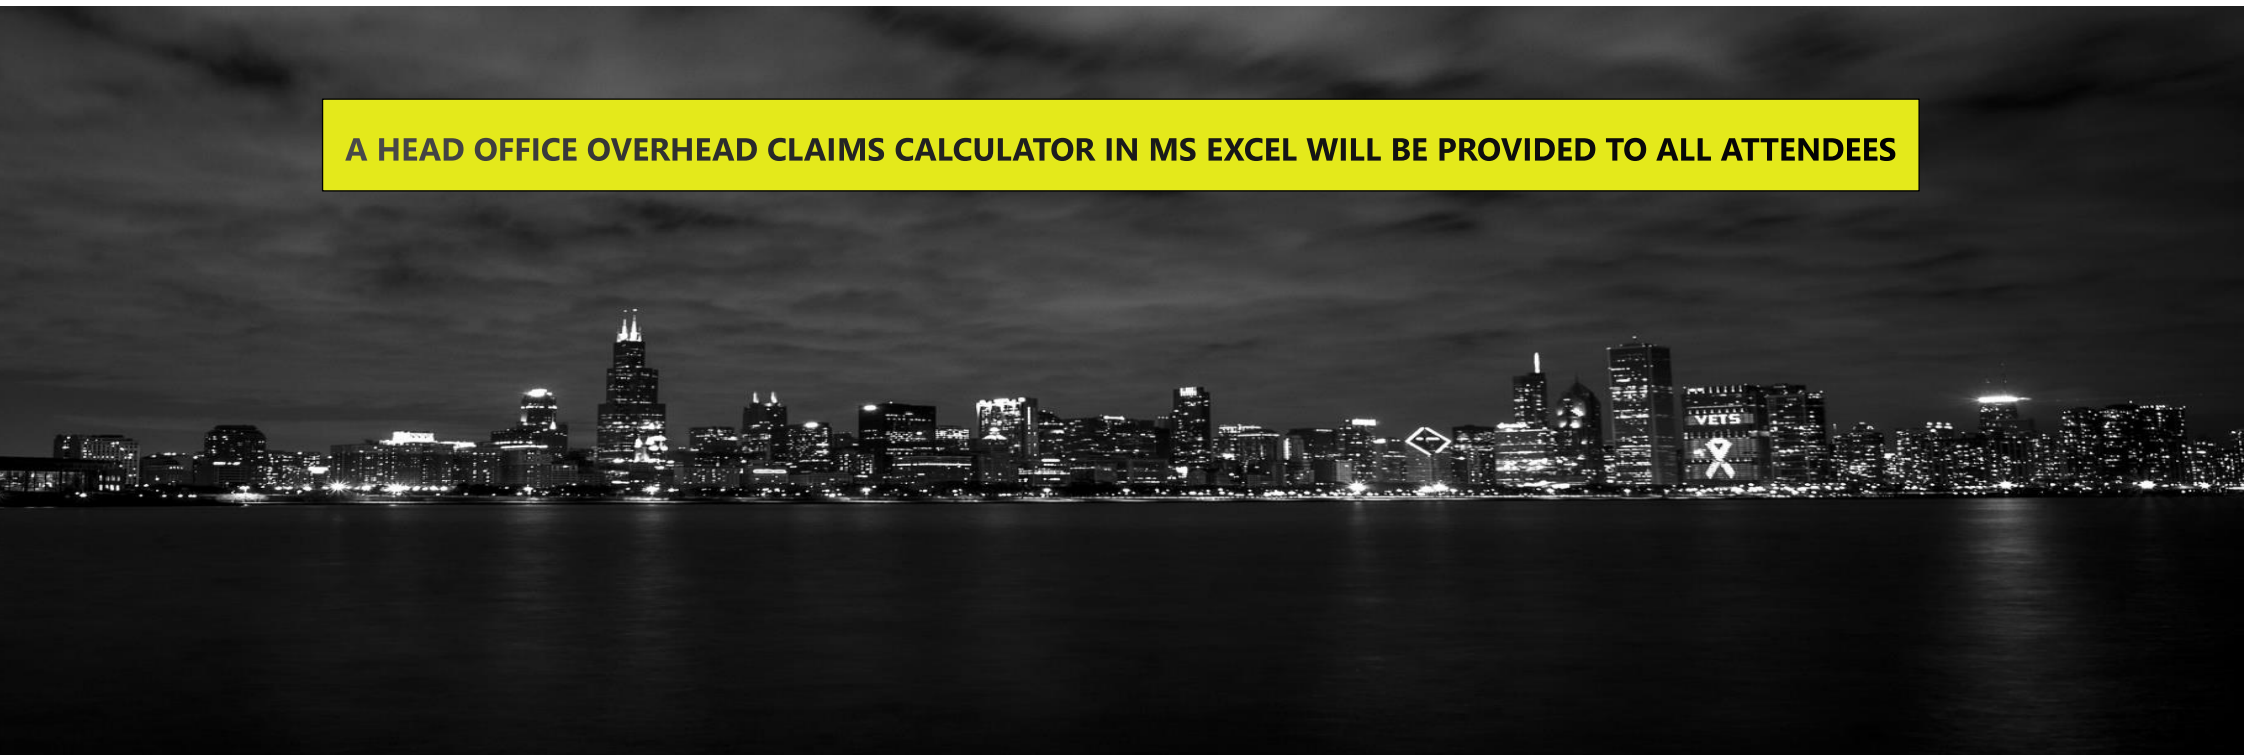 A HEAD OFFICE OVERHEAD CLAIMS CALCULATOR IN MS EXCEL WILL BE PROVIDED TO ALL ATTENDEES
VETS